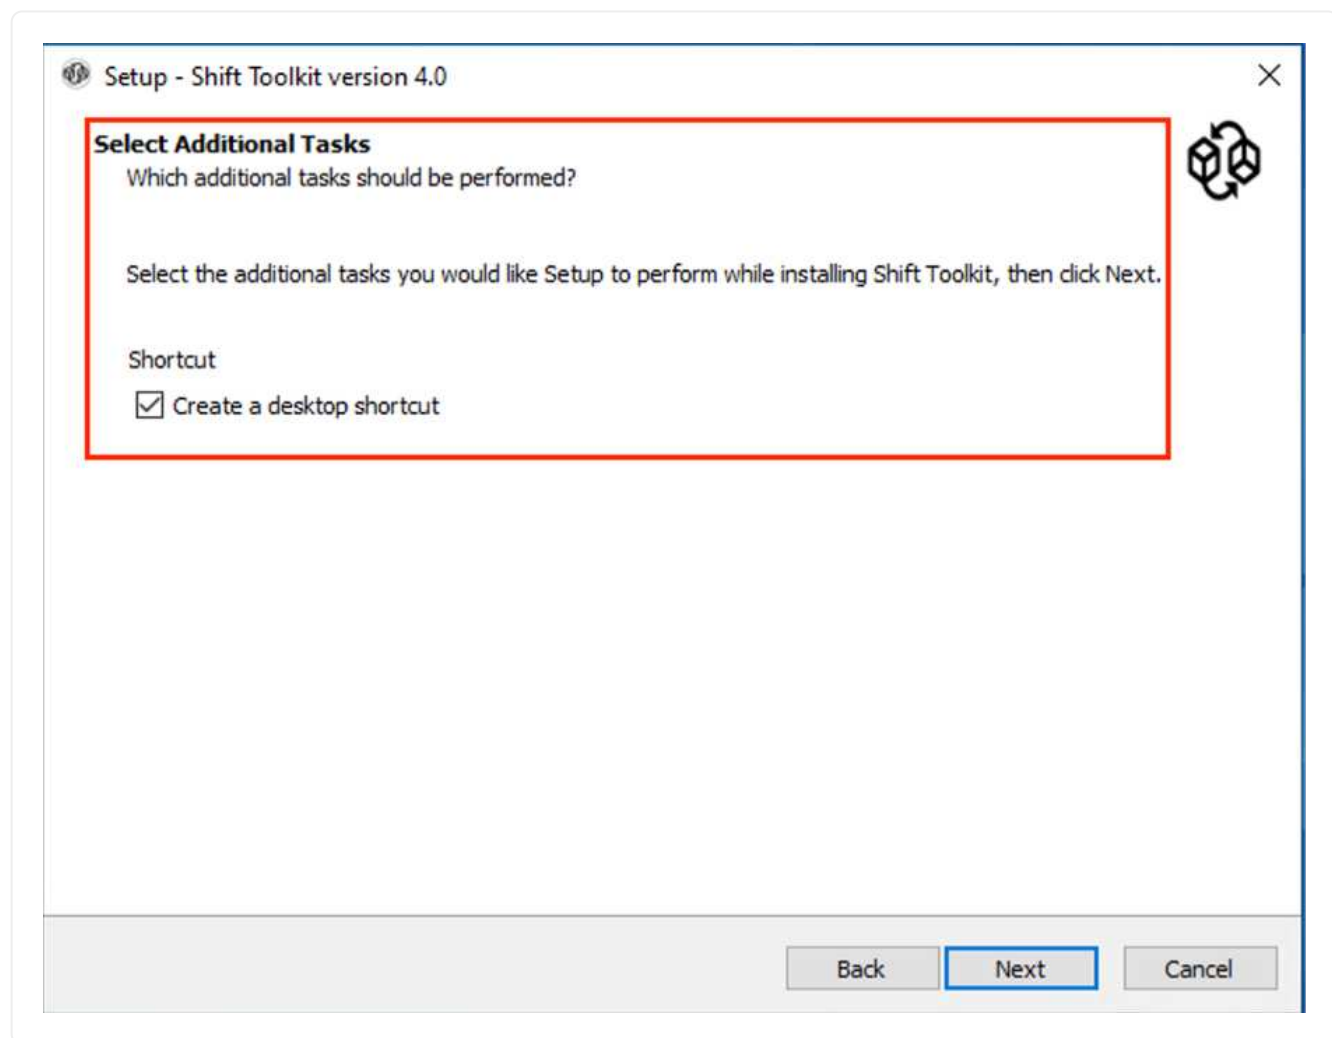 Setup - Shift Toolkit version 4.0
Select Additional Tasks
Which additional tasks should be performed?
Select the additional tasks you would like Setup to perform while installing Shift Toolkit, then click Next.
Shortcut
Create a desktop shortcut
Back
Next
Cancel